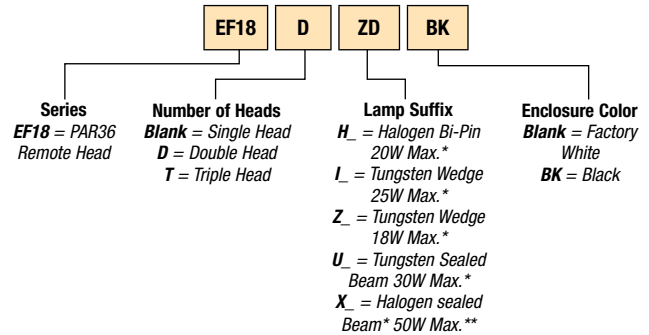 EF18 D ZD BK
Series
EF18 = PAR36
Remote Head
Number of Heads
Blank = Single Head
D = Double Head
T = Triple Head
Lamp Suffix
H_ = Halogen Bi-Pin
20W Max.*
I_ = Tungsten Wedge
25W Max.*
Z_ = Tungsten Wedge
18W Max.*
U_ = Tungsten Sealed
Beam 30W Max.*
X_ = Halogen sealed
Beam* 50W Max.**
Enclosure Color
Blank = Factory
White
BK = Black